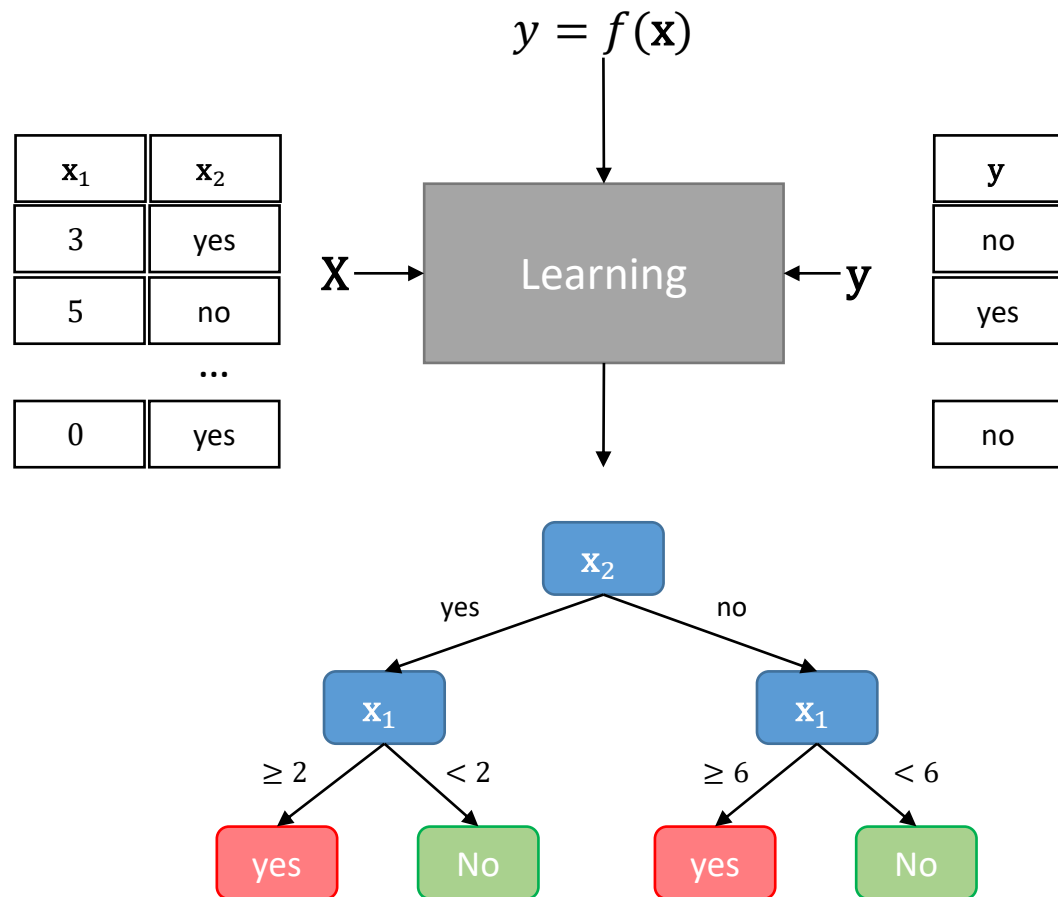 y = f(𝐱)
𝐱₁ 𝐱₂ 𝐲
3 yes no
𝐗 Learning 𝐲
5 no yes
...
0 yes no
𝐱₂
yes no
𝐱₁ 𝐱₁
≥ 2 < 2 ≥ 6 < 6
yes No yes No